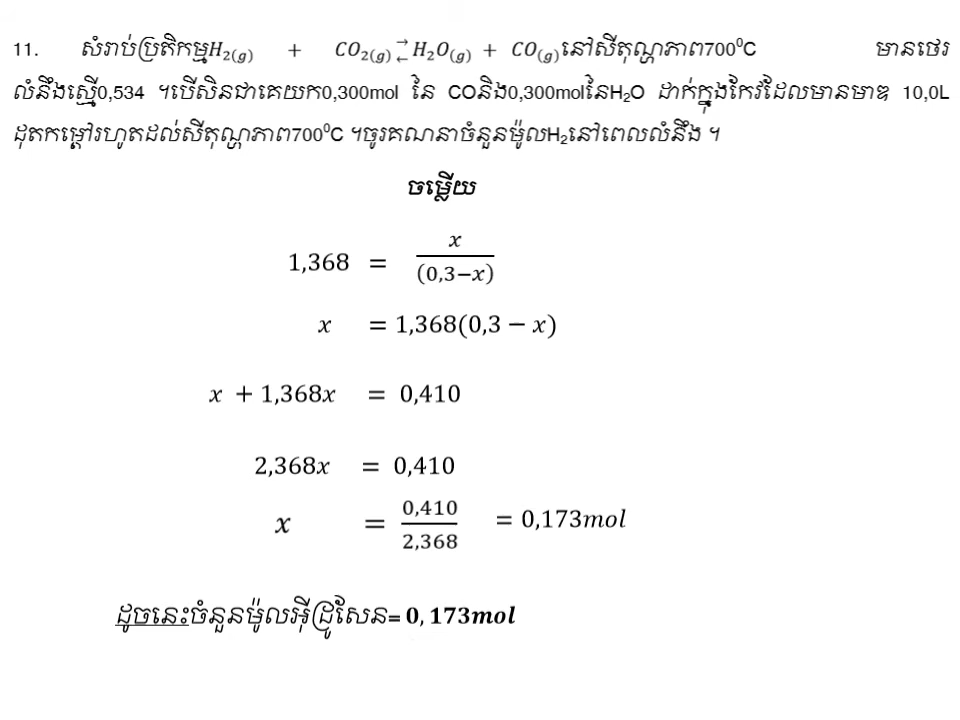 11. សំរាប់ប្រតិកម្មH₂₍g₎ + CO₂₍g₎ ⇄ H₂O₍g₎ + CO₍g₎នៅសីតុណ្ហភាព700⁰C មានថេរ
លំនឹងស្មើ0,534 ។បើសិនជាគេយក0,300mol នៃ COនិង0,300molនៃH₂O ដាក់ក្នុងកែវដែលមានមាឌ 10,0L
ដុតកម្ដៅរហូតដល់សីតុណ្ហភាព700⁰C ។ចូរគណនាចំនួនម៉ូលH₂នៅពេលលំនឹង ។
ចម្លើយ
1,368 = x/(0,3−x)
x = 1,368(0,3 − x)
x + 1,368x = 0,410
2,368x = 0,410
x = 0,410/2,368 = 0,173mol
ដូចនេះចំនួនម៉ូលអ៊ីដ្រូសែន= 0, 173mol